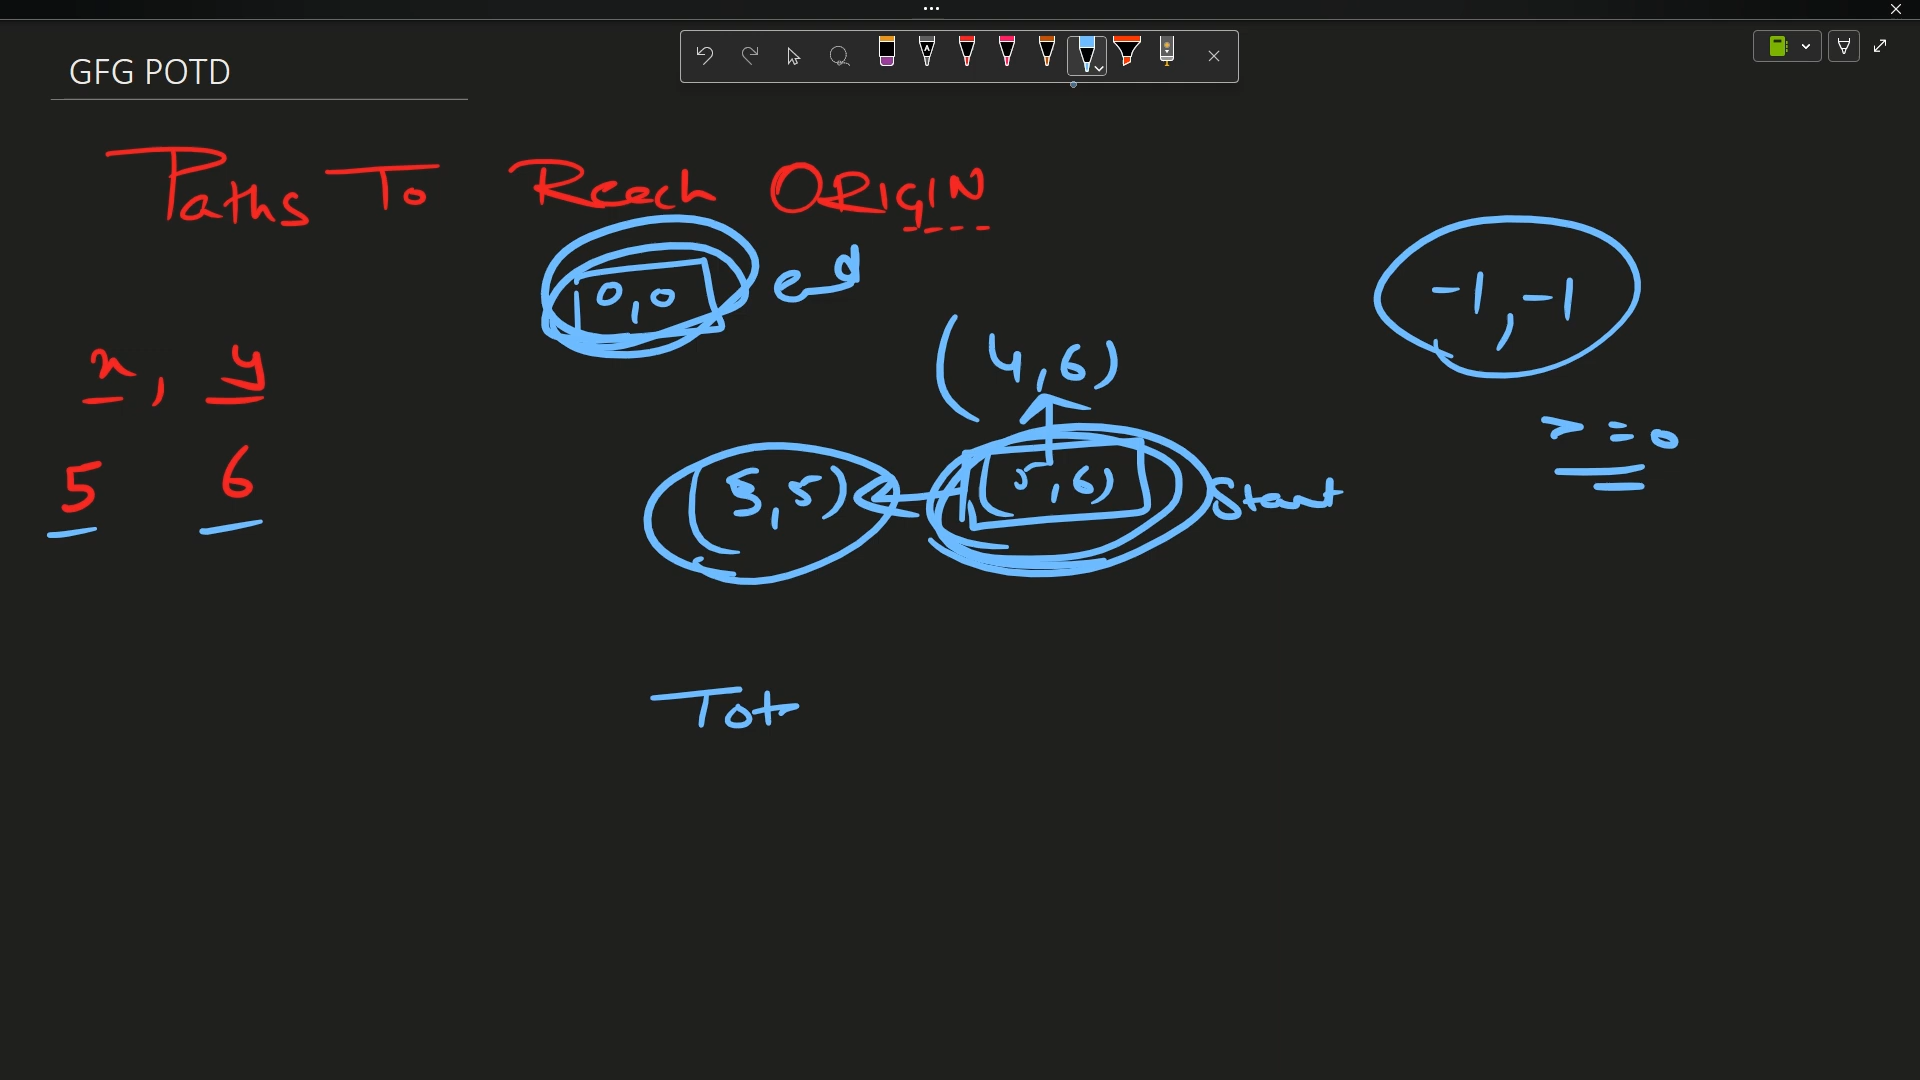 GFG POTD
Paths To Reach ORIGIN
0,0 end
-1,-1
x, y
(4,6)
>=0
5 6
(5,5) (5,6) Start
Tot